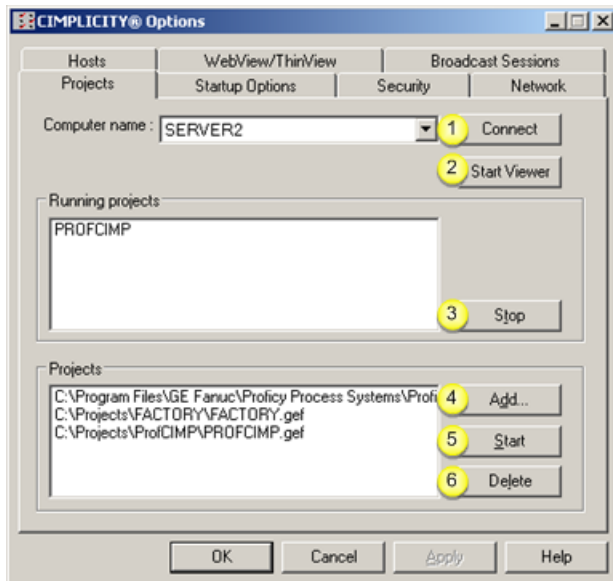 CIMPLICITY® Options
Hosts WebView/ThinView Broadcast Sessions
Projects Startup Options Security Network
Computer name : SERVER2 1 Connect
2 Start Viewer
Running projects
PROFCIMP
3 Stop
Projects
C:\Program Files\GE Fanuc\Proficy Process Systems\Profi 4 Add...
C:\Projects\FACTORY\FACTORY.gef
C:\Projects\ProfCIMP\PROFCIMP.gef 5 Start
6 Delete
OK Cancel Apply Help